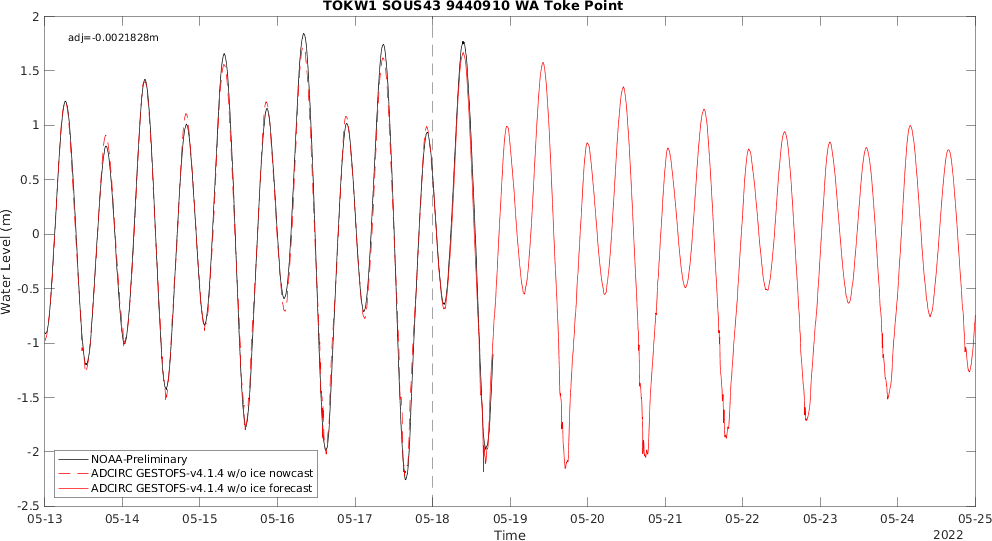 TOKW1 SOUS43 9440910 WA Toke Point
adj=-0.0021828m
2
1.5
1
0.5
0
-0.5
-1
-1.5
-2
-2.5
Water Level (m)
NOAA-Preliminary
ADCIRC GESTOFS-v4.1.4 w/o ice nowcast
ADCIRC GESTOFS-v4.1.4 w/o ice forecast
05-13 05-14 05-15 05-16 05-17 05-18 05-19 05-20 05-21 05-22 05-23 05-24 05-25
Time
2022